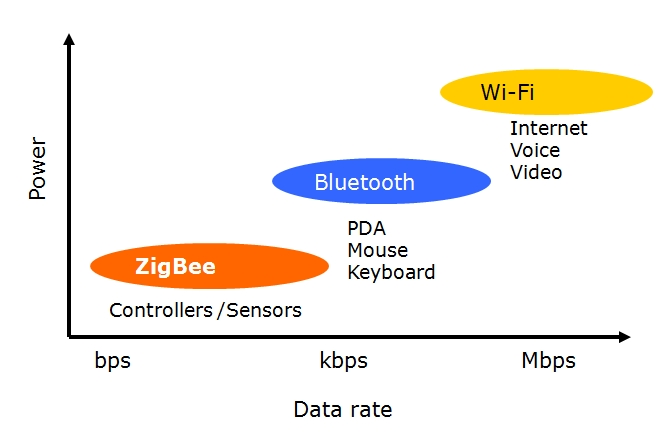 Wi-Fi
Internet
Voice
Video
Power
Bluetooth
PDA
Mouse
Keyboard
ZigBee
Controllers /Sensors
bps kbps Mbps
Data rate